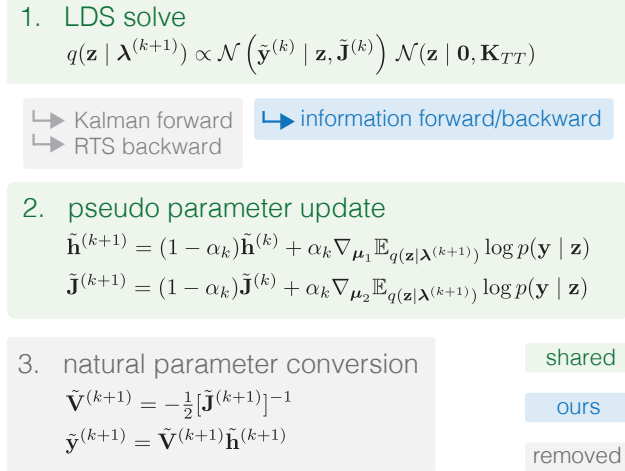 1. LDS solve
q(z | λ^(k+1)) ∝ 𝒩(ỹ^(k) | z, J̃^(k)) 𝒩(z | 0, K_TT)
Kalman forward
RTS backward
information forward/backward
2. pseudo parameter update
h̃^(k+1) = (1 − α_k)h̃^(k) + α_k∇_μ₁ 𝔼_q(z|λ^(k+1)) log p(y | z)
J̃^(k+1) = (1 − α_k)J̃^(k) + α_k∇_μ₂ 𝔼_q(z|λ^(k+1)) log p(y | z)
3. natural parameter conversion
Ṽ^(k+1) = −½[J̃^(k+1)]^−1
ỹ^(k+1) = Ṽ^(k+1)h̃^(k+1)
shared
ours
removed